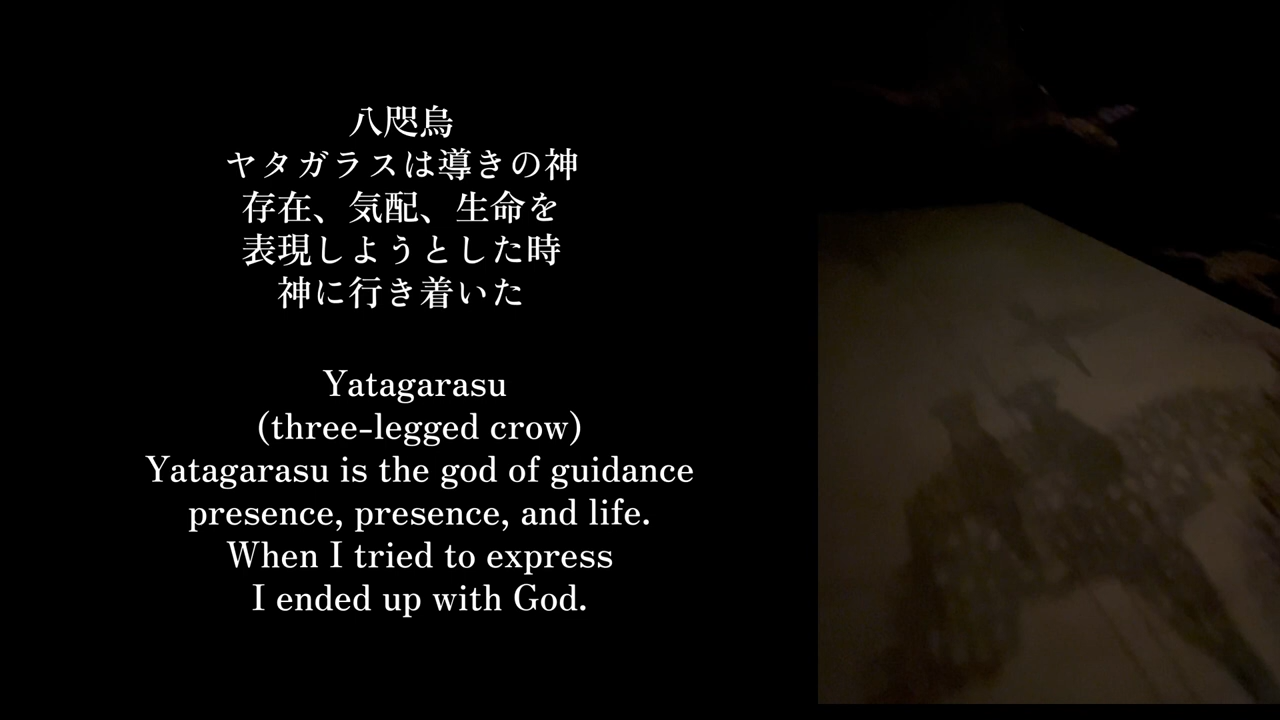 八咫烏
ヤタガラスは導きの神
存在、気配、生命を
表現しようとした時
神に行き着いた
Yatagarasu
(three-legged crow)
Yatagarasu is the god of guidance
presence, presence, and life.
When I tried to express
I ended up with God.